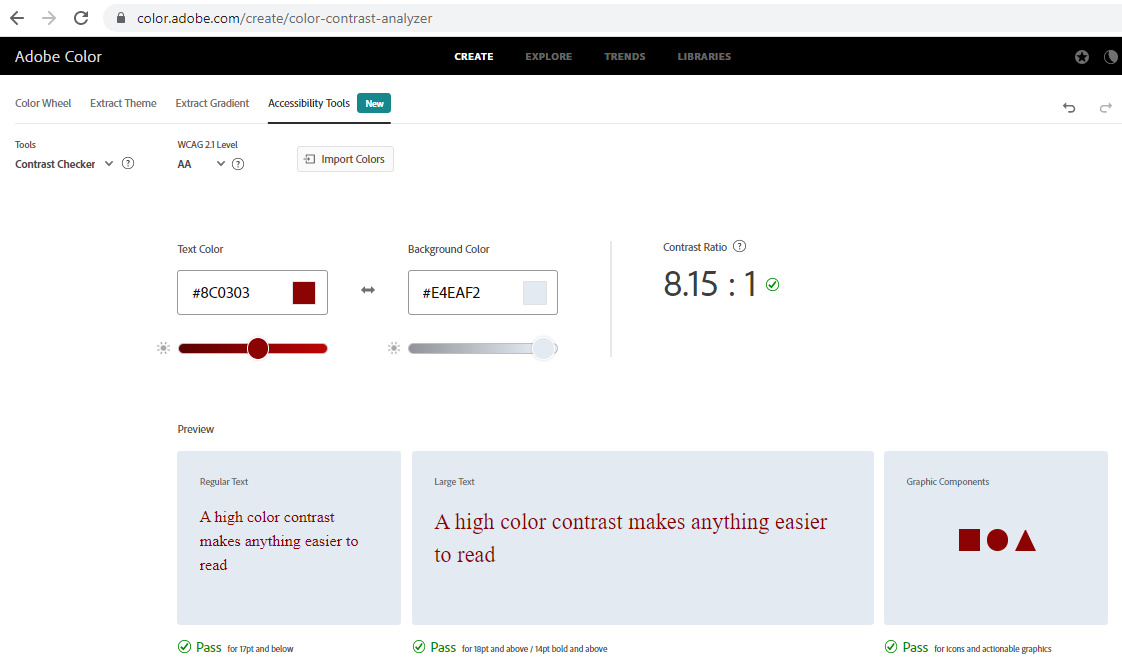 color.adobe.com/create/color-contrast-analyzer
Adobe Color
CREATE
EXPLORE
TRENDS
LIBRARIES
Color Wheel
Extract Theme
Extract Gradient
Accessibility Tools
New
Tools
WCAG 2.1 Level
Contrast Checker
?
AA
?
Import Colors
Text Color
Background Color
Contrast Ratio
?
#8C0303
#E4EAF2
8.15 : 1
Preview
Regular Text
A high color contrast
makes anything easier to
read
Large Text
A high color contrast makes anything easier
to read
Graphic Components
Pass for 17pt and below
Pass for 18pt and above / 14pt bold and above
Pass for icons and actionable graphics